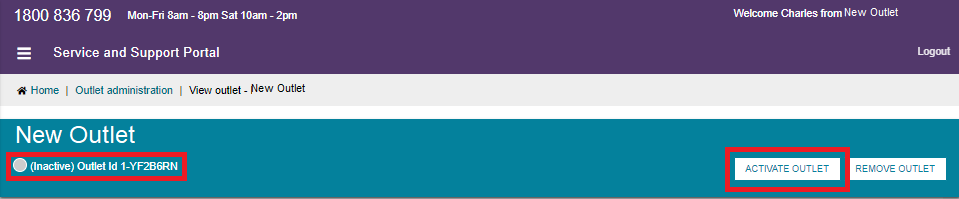 1800 836 799 Mon-Fri 8am - 8pm Sat 10am - 2pm Welcome Charles from New Outlet
Service and Support Portal Logout
Home | Outlet administration | View outlet - New Outlet
New Outlet
(Inactive) Outlet Id 1-YF2B6RN ACTIVATE OUTLET REMOVE OUTLET